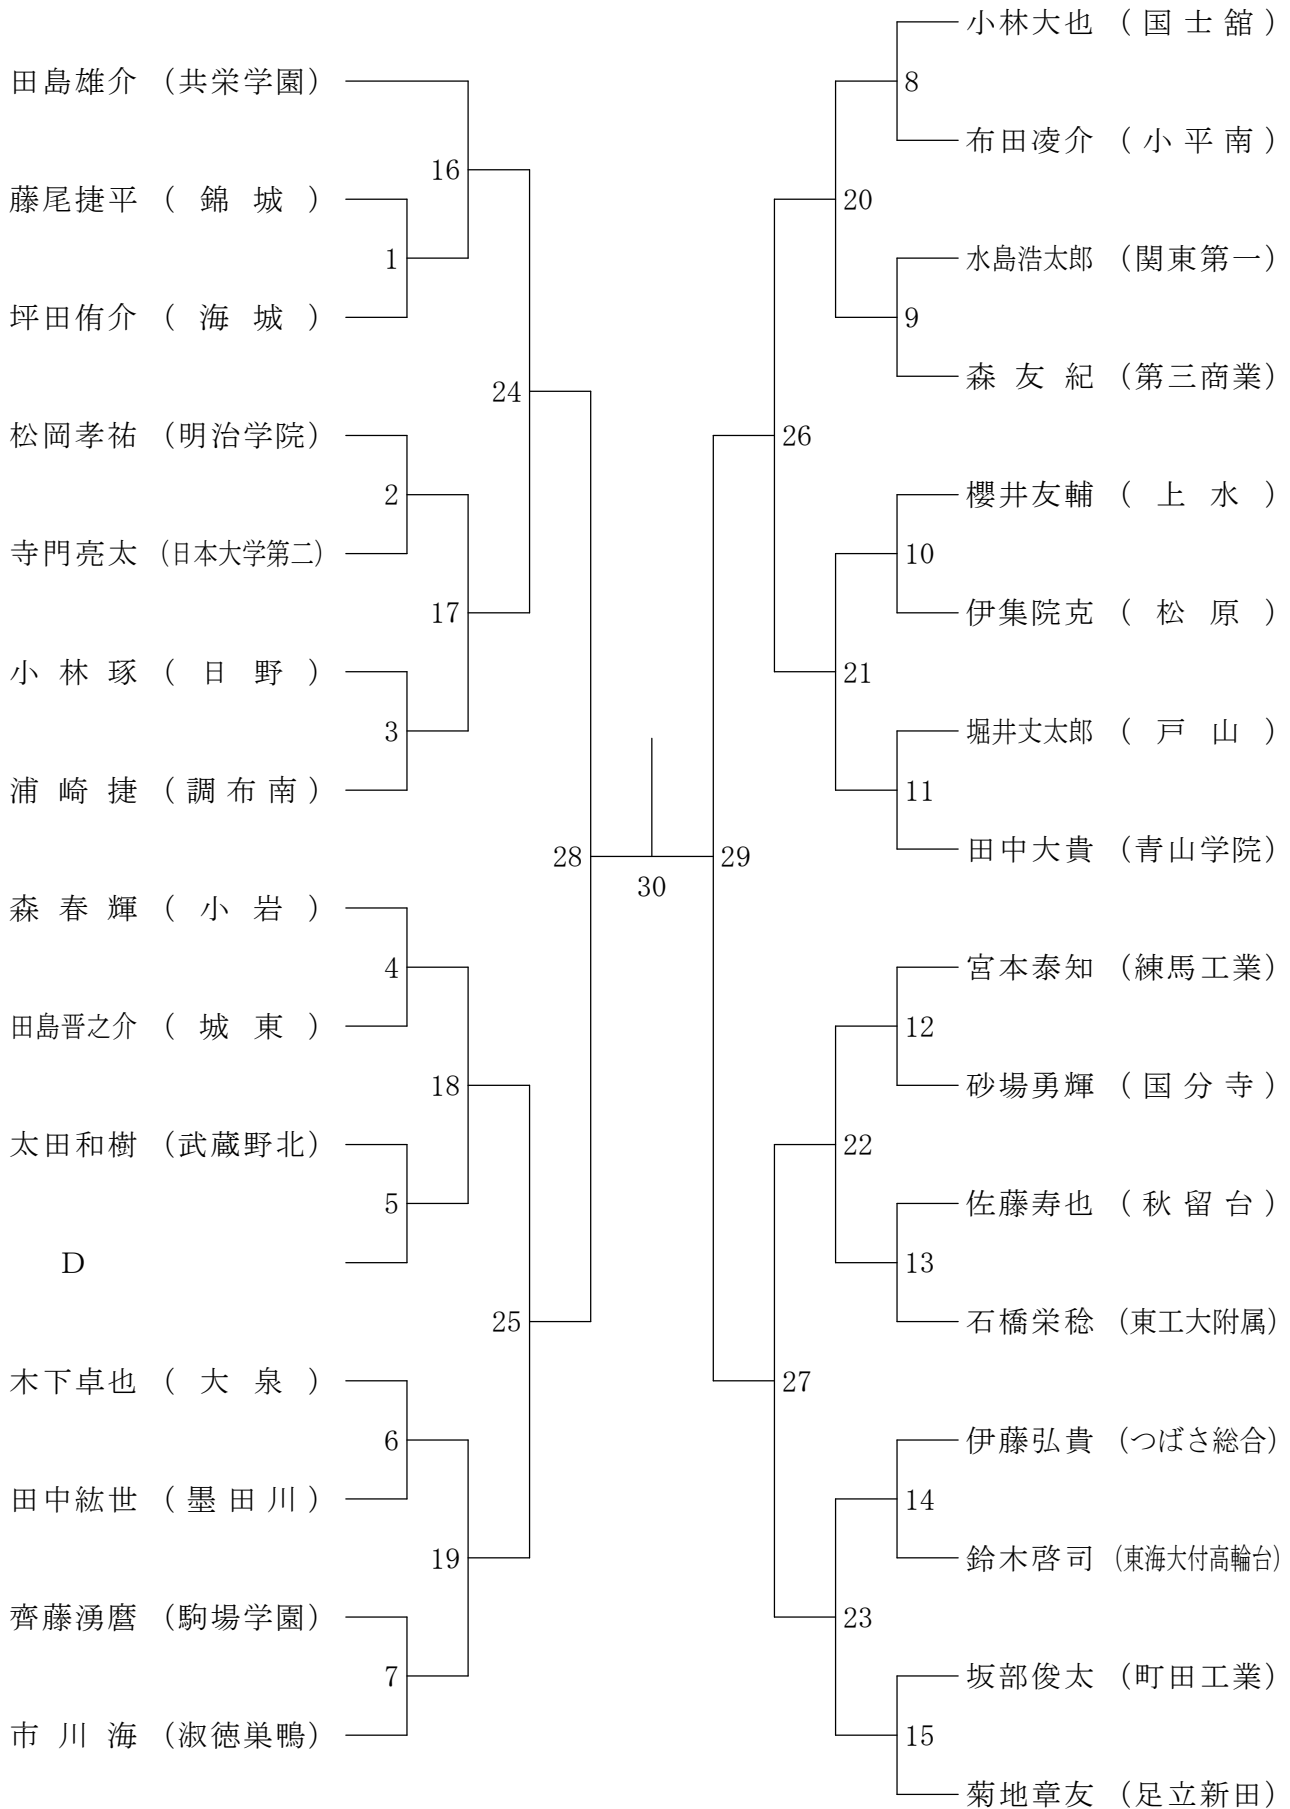 田島雄介 （共栄学園）
16
藤尾捷平 （ 錦 城 ）
1
坪田侑介 （ 海 城 ）
24
松岡孝祐 （明治学院）
2
寺門亮太 （日本大学第二）
17
小 林 琢 （ 日 野 ）
3
浦 崎 捷 （ 調 布 南 ）
28
森 春 輝 （ 小 岩 ）
4
田島晋之介 （ 城 東 ）
18
太田和樹 （武蔵野北）
5
D
25
木下卓也 （ 大 泉 ）
6
田中紘世 （ 墨 田 川 ）
19
齊藤湧麿 （駒場学園）
7
市 川 海 （淑徳巣鴨）
30
小林大也 （ 国 士 舘 ）
8
布田凌介 （ 小 平 南 ）
20
水島浩太郎 （関東第一）
9
森 友 紀 （第三商業）
26
櫻井友輔 （ 上 水 ）
10
伊集院克 （ 松 原 ）
21
堀井丈太郎 （ 戸 山 ）
11
田中大貴 （青山学院）
29
宮本泰知 （練馬工業）
12
砂場勇輝 （ 国 分 寺 ）
22
佐藤寿也 （ 秋 留 台 ）
13
石橋栄稔 （東工大附属）
27
伊藤弘貴 （つばさ総合）
14
鈴木啓司 （東海大付高輪台）
23
坂部俊太 （町田工業）
15
菊地章友 （足立新田）